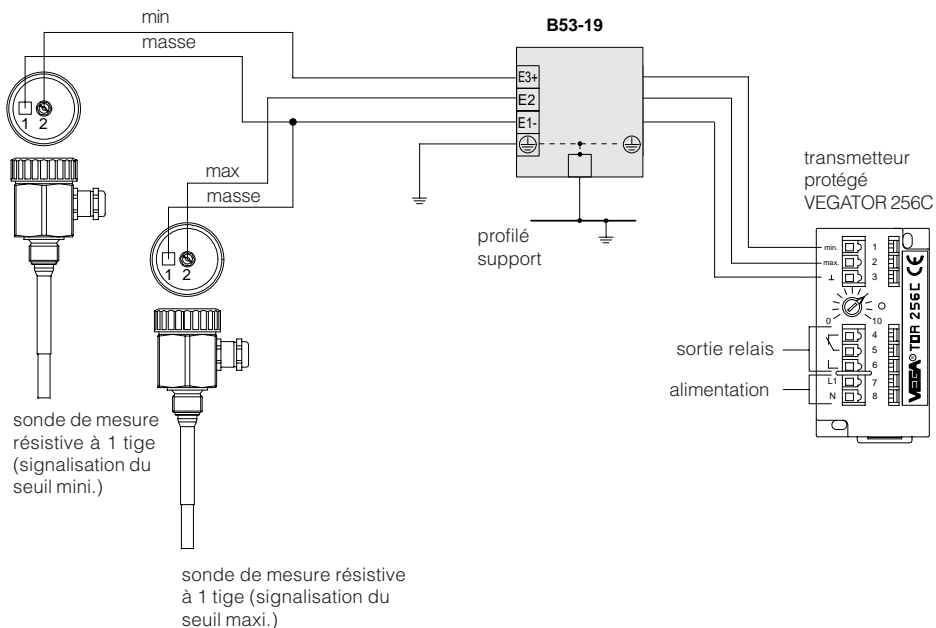 min
masse
B53-19
E3+
E2
E1-
1 2
max
masse
1 2
profilé
support
transmetteur
protégé
VEGATOR 256C
min. 1
max. 2
⊥ 3
0 10
4
5
6
L1 7
N 8
VEGA® TOR 256C CE
sortie relais
alimentation
sonde de mesure
résistive à 1 tige
(signalisation du
seuil mini.)
sonde de mesure résistive
à 1 tige (signalisation du
seuil maxi.)